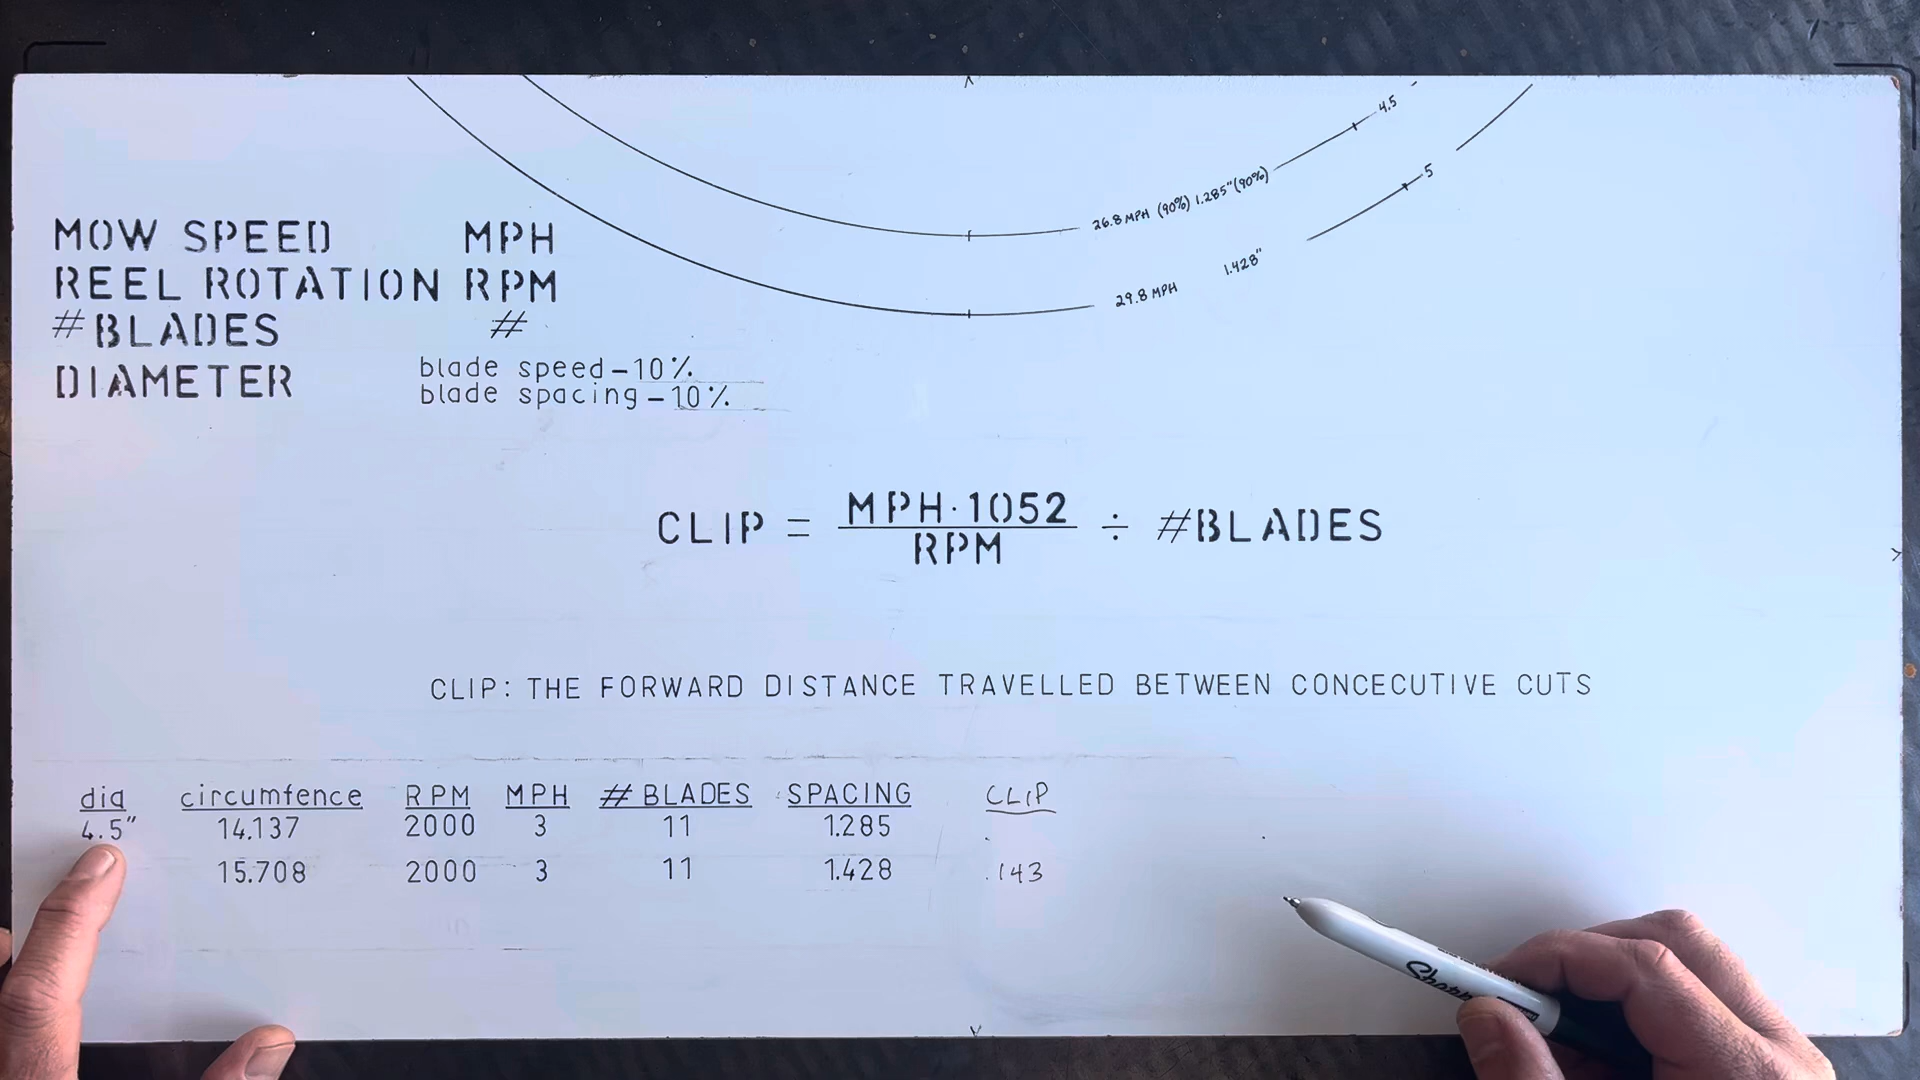 4.5
26.8 MPH (90%) 1.285"(90%)
5
1.428"
29.8 MPH
MOW SPEED MPH
REEL ROTATION RPM
#BLADES #
DIAMETER blade speed-10%
blade spacing-10%
CLIP = MPH·1052 ÷ #BLADES
RPM
CLIP: THE FORWARD DISTANCE TRAVELLED BETWEEN CONCECUTIVE CUTS
dia circumfence RPM MPH # BLADES SPACING CLIP
4.5" 14.137 2000 3 11 1.285 .
15.708 2000 3 11 1.428 .143